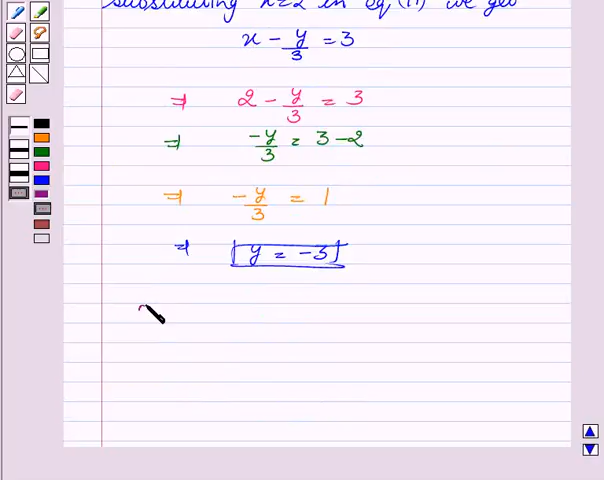 substituting x=2 in eq (1) we get
x - y/3 = 3
⇒ 2 - y/3 = 3
⇒ -y/3 = 3-2
⇒ -y/3 = 1
⇒ y = -3